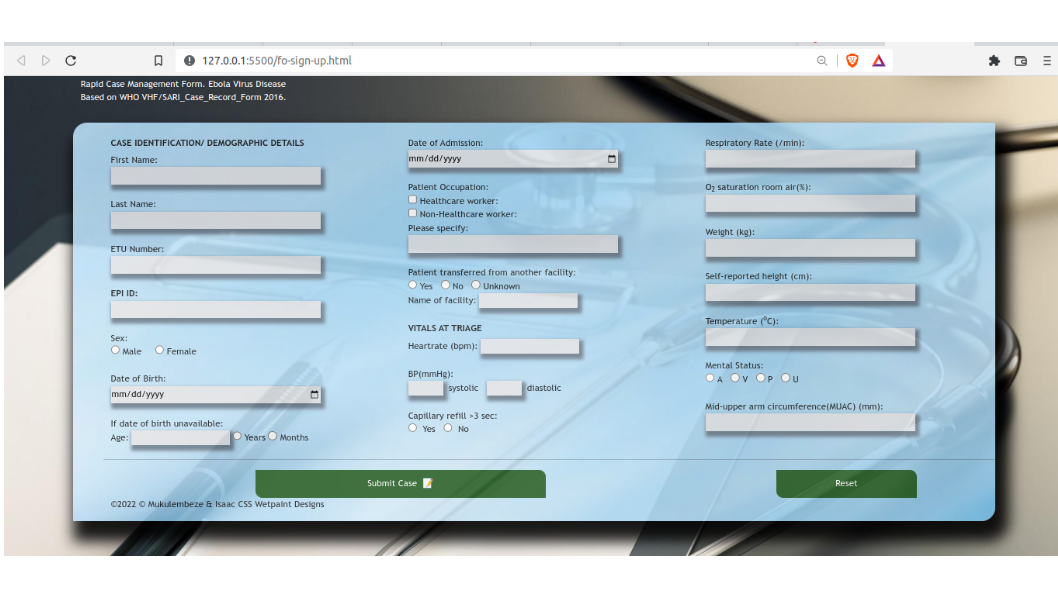 127.0.0.1:5500/fo-sign-up.html
Rapid Case Management Form. Ebola Virus Disease
Based on WHO VHF/SARI_Case_Record_Form 2016.
CASE IDENTIFICATION/ DEMOGRAPHIC DETAILS
First Name:
Last Name:
ETU Number:
EPI ID:
Sex:
Male Female
Date of Birth:
mm/dd/yyyy
If date of birth unavailable:
Age: Years Months
Date of Admission:
mm/dd/yyyy
Patient Occupation:
Healthcare worker:
Non-Healthcare worker:
Please specify:
Patient transferred from another facility:
Yes No Unknown
Name of facility:
VITALS AT TRIAGE
Heartrate (bpm):
BP(mmHg):
systolic diastolic
Capillary refill >3 sec:
Yes No
Respiratory Rate (/min):
O₂ saturation room air(%):
Weight (kg):
Self-reported height (cm):
Temperature (⁰C):
Mental Status:
A V P U
Mid-upper arm circumference(MUAC) (mm):
Submit Case 📝
Reset
©2022 © Mukulembeze & Isaac CSS Wetpaint Designs